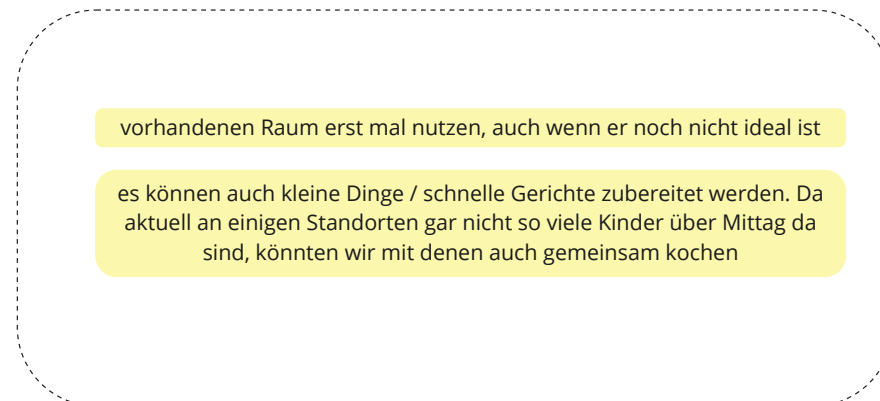 vorhandenen Raum erst mal nutzen, auch wenn er noch nicht ideal ist
es können auch kleine Dinge / schnelle Gerichte zubereitet werden. Da
aktuell an einigen Standorten gar nicht so viele Kinder über Mittag da
sind, könnten wir mit denen auch gemeinsam kochen